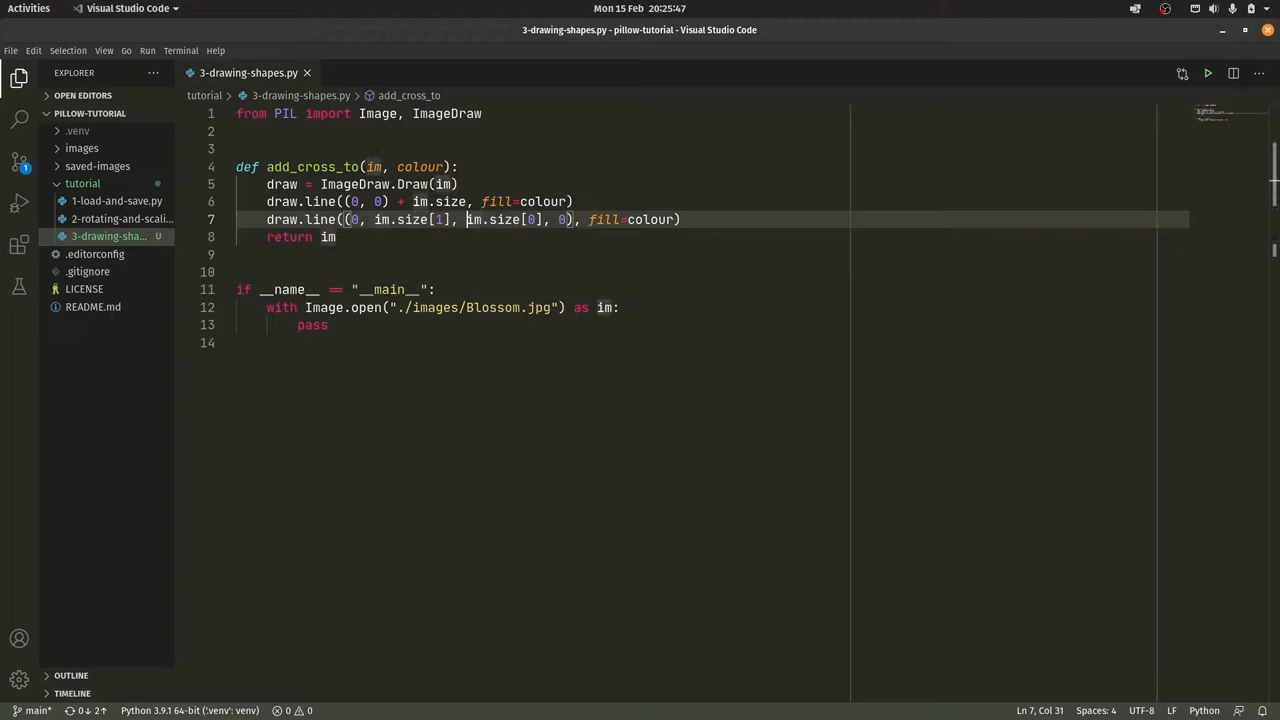 Activities Visual Studio Code Mon 15 Feb 20:25:47
3-drawing-shapes.py - pillow-tutorial - Visual Studio Code
File Edit Selection View Go Run Terminal Help
EXPLORER ··· 3-drawing-shapes.py
OPEN EDITORS
tutorial > 3-drawing-shapes.py > add_cross_to
PILLOW-TUTORIAL
.venv
images
saved-images
tutorial
1-load-and-save.py
2-rotating-and-scali...
3-drawing-sha... U
.editorconfig
.gitignore
LICENSE
README.md
1 from PIL import Image, ImageDraw
2
3
4 def add_cross_to(im, colour):
5 draw = ImageDraw.Draw(im)
6 draw.line((0, 0) + im.size, fill=colour)
7 draw.line((0, im.size[1], im.size[0], 0), fill=colour)
8 return im
9
10
11 if __name__ == "__main__":
12 with Image.open("./images/Blossom.jpg") as im:
13 pass
14
1
OUTLINE
TIMELINE
main* 0↓ 2↑ Python 3.9.1 64-bit ('.venv': venv) 0 0 Ln 7, Col 31 Spaces: 4 UTF-8 LF Python